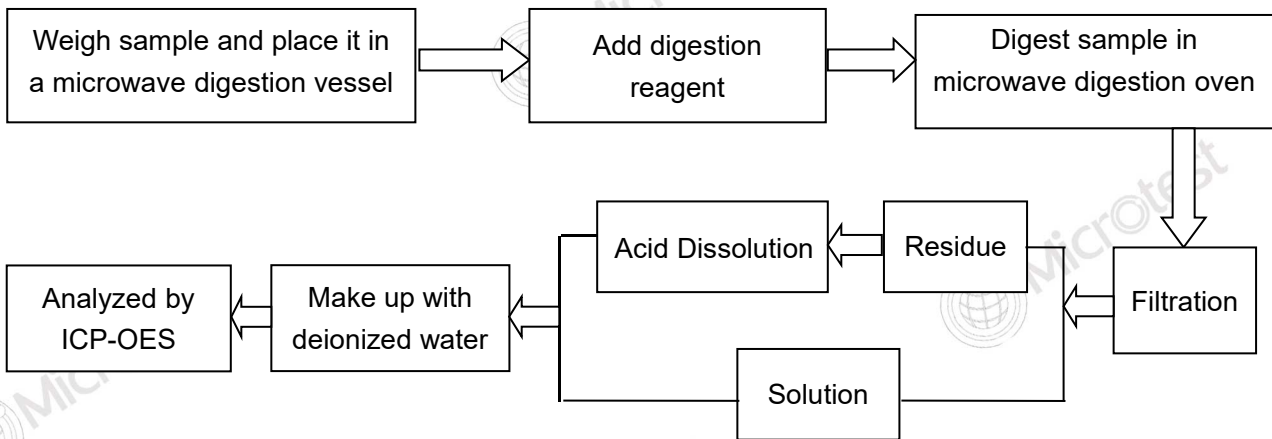 Weigh sample and place it in
a microwave digestion vessel
Add digestion
reagent
Digest sample in
microwave digestion oven
Filtration
Residue
Acid Dissolution
Solution
Make up with
deionized water
Analyzed by
ICP-OES
Microtest